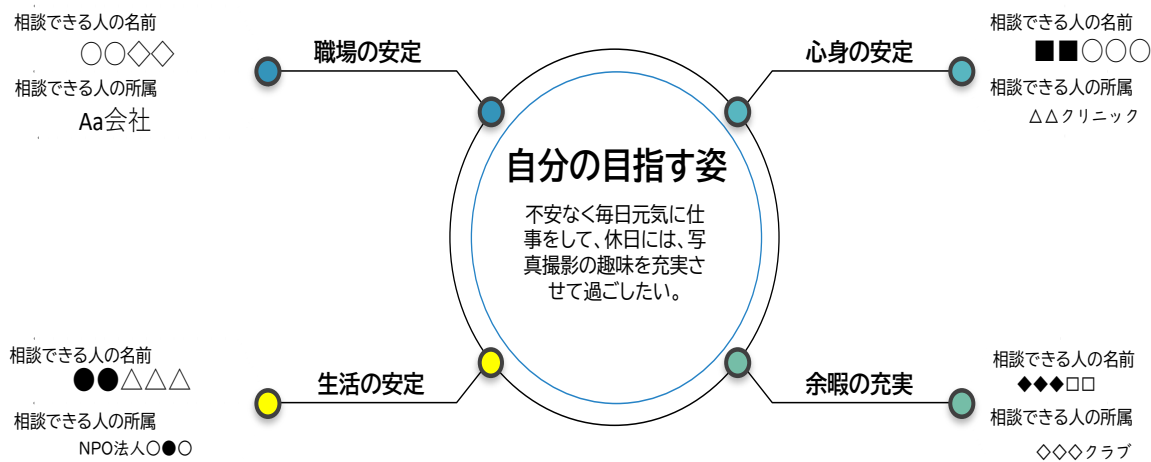 相談できる人の名前
○○◇◇
相談できる人の所属
Aa会社
職場の安定
心身の安定
相談できる人の名前
■■○○○
相談できる人の所属
△△クリニック
自分の目指す姿
不安なく毎日元気に仕
事をして、休日には、写
真撮影の趣味を充実さ
せて過ごしたい。
相談できる人の名前
●●△△△
相談できる人の所属
NPO法人○●○
生活の安定
余暇の充実
相談できる人の名前
◆◆◆□□
相談できる人の所属
◇◇◇クラブ